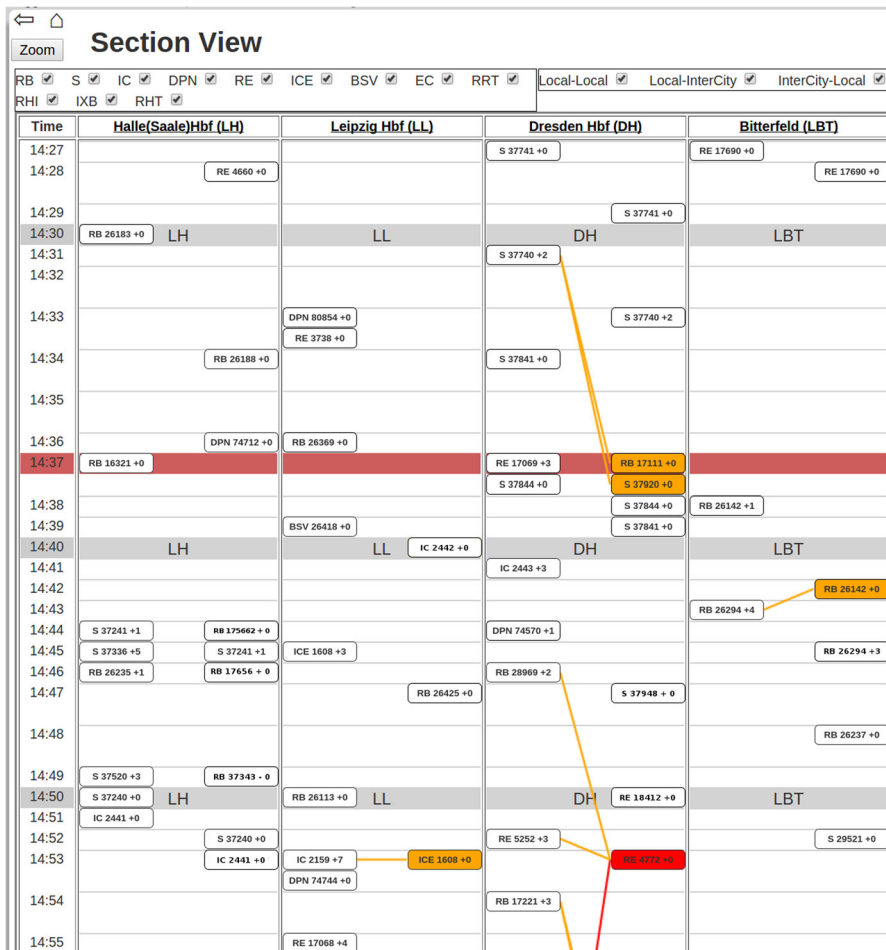 Section View
Zoom
RB S IC DPN RE ICE BSV EC RRT Local-Local Local-InterCity InterCity-Local
RHI IXB RHT
Time Halle(Saale)Hbf (LH) Leipzig Hbf (LL) Dresden Hbf (DH) Bitterfeld (LBT)
14:27 S 37741 +0 RE 17690 +0
14:28 RE 4660 +0 RE 17690 +0
14:29 S 37741 +0
14:30 RB 26183 +0 LH LL DH LBT
14:31 S 37740 +2
14:32
14:33 DPN 80854 +0 S 37740 +2
RE 3738 +0
14:34 RB 26188 +0 S 37841 +0
14:35
14:36 DPN 74712 +0 RB 26369 +0
14:37 RB 16321 +0 RE 17069 +3 RB 17111 +0
S 37844 +0 S 37920 +0
14:38 S 37844 +0 RB 26142 +1
14:39 BSV 26418 +0 S 37841 +0
14:40 LH LL IC 2442 +0 DH LBT
14:41 IC 2443 +3
14:42 RB 26142 +0
14:43 RB 26294 +4
14:44 S 37241 +1 RB 175662 + 0 DPN 74570 +1
14:45 S 37336 +5 S 37241 +1 ICE 1608 +3 RB 26294 +3
14:46 RB 26235 +1 RB 17656 + 0 RB 28969 +2
14:47 RB 26425 +0 S 37948 + 0
14:48 RB 26237 +0
14:49 S 37520 +3 RB 37343 - 0
14:50 S 37240 +0 LH RB 26113 +0 LL DH RE 18412 +0 LBT
14:51 IC 2441 +0
14:52 S 37240 +0 RE 5252 +3 S 29521 +0
14:53 IC 2441 +0 IC 2159 +7 ICE 1608 +0 RE 4772 +0
DPN 74744 +0
14:54 RB 17221 +3
14:55 RE 17068 +4